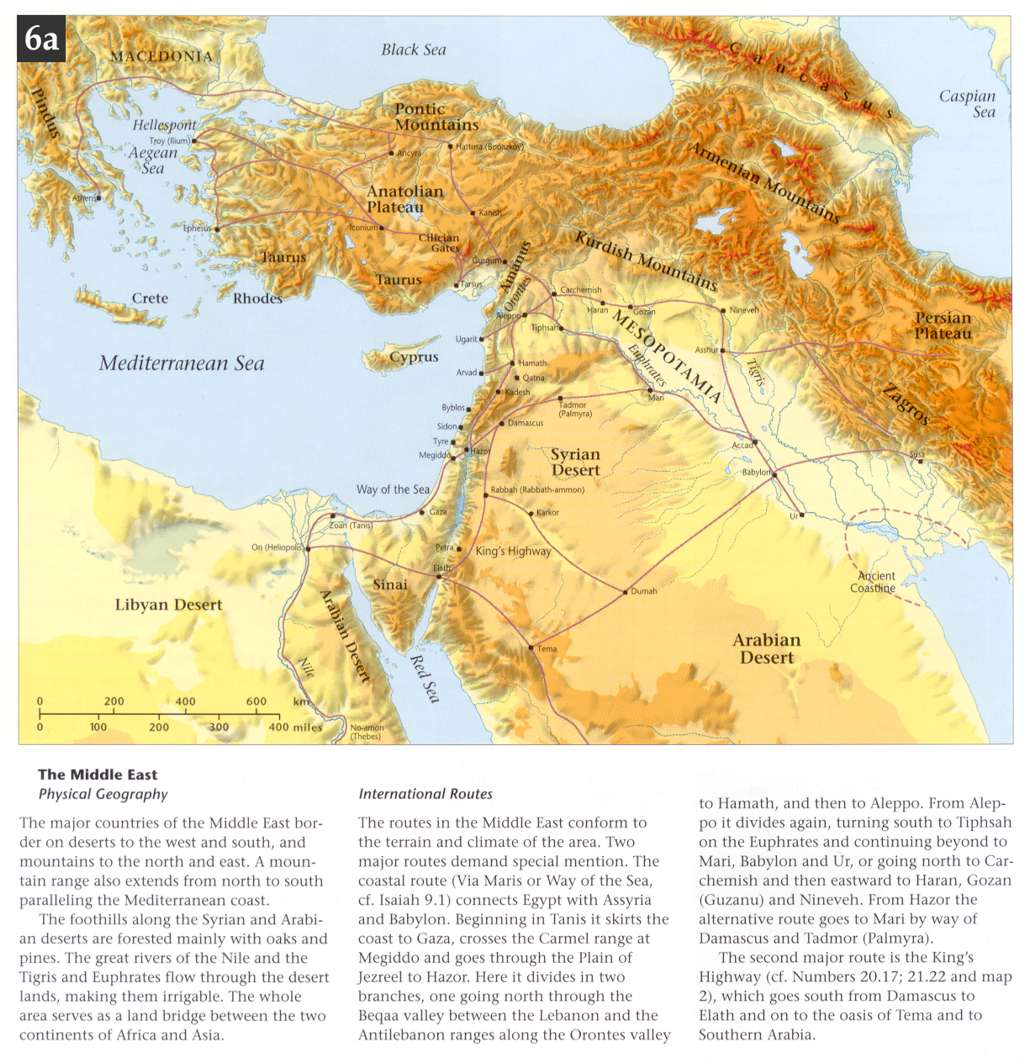 6a
MACEDONIA
Black Sea
Caucasus
Caspian
Sea
Pindus
Hellespont
Troy (Ilium)
Aegean
Sea
Pontic
Mountains
Ancyra
Hattusa (Boğazköy)
Armenian Mountains
Athens
Anatolian
Plateau
Kanish
Ephesus
Iconium
Cilician
Gates
Taurus
Gurgum
Amanus
Kurdish Mountains
Taurus
Tarsus
Orontes
Carchemish
Crete
Rhodes
Haran
Gozan
Nineveh
Persian
Plateau
Aleppo
Tiphsah
MESOPOTAMIA
Ugarit
Asshur
Mediterranean Sea
Cyprus
Hamath
Euphrates
Tigris
Arvad
Qatna
Kadesh
Mari
Zagros
Byblos
Tadmor
(Palmyra)
Sidon
Damascus
Tyre
Hazor
Megiddo
Syrian
Desert
Accad
Susa
Babylon
Way of the Sea
Rabbah (Rabbath-ammon)
Gaza
Karkor
Ur
Zoan (Tanis)
On (Heliopolis)
Petra
King's Highway
Elath
Sinai
Ancient
Coastline
Dumah
Libyan Desert
Arabian Desert
Arabian
Desert
Tema
Nile
Red Sea
0 200 400 600 km
0 100 200 400 miles
No-amon
(Thebes)
The Middle East
Physical Geography
The major countries of the Middle East bor-
der on deserts to the west and south, and
mountains to the north and east. A moun-
tain range also extends from north to south
paralleling the Mediterranean coast.
The foothills along the Syrian and Arabi-
an deserts are forested mainly with oaks and
pines. The great rivers of the Nile and the
Tigris and Euphrates flow through the desert
lands, making them irrigable. The whole
area serves as a land bridge between the two
continents of Africa and Asia.
International Routes
The routes in the Middle East conform to
the terrain and climate of the area. Two
major routes demand special mention. The
coastal route (Via Maris or Way of the Sea,
cf. Isaiah 9.1) connects Egypt with Assyria
and Babylon. Beginning in Tanis it skirts the
coast to Gaza, crosses the Carmel range at
Megiddo and goes through the Plain of
Jezreel to Hazor. Here it divides in two
branches, one going north through the
Beqaa valley between the Lebanon and the
Antilebanon ranges along the Orontes valley
to Hamath, and then to Aleppo. From Alep-
po it divides again, turning south to Tiphsah
on the Euphrates and continuing beyond to
Mari, Babylon and Ur, or going north to Car-
chemish and then eastward to Haran, Gozan
(Guzanu) and Nineveh. From Hazor the
alternative route goes to Mari by way of
Damascus and Tadmor (Palmyra).
The second major route is the King's
Highway (cf. Numbers 20.17; 21.22 and map
2), which goes south from Damascus to
Elath and on to the oasis of Tema and to
Southern Arabia.